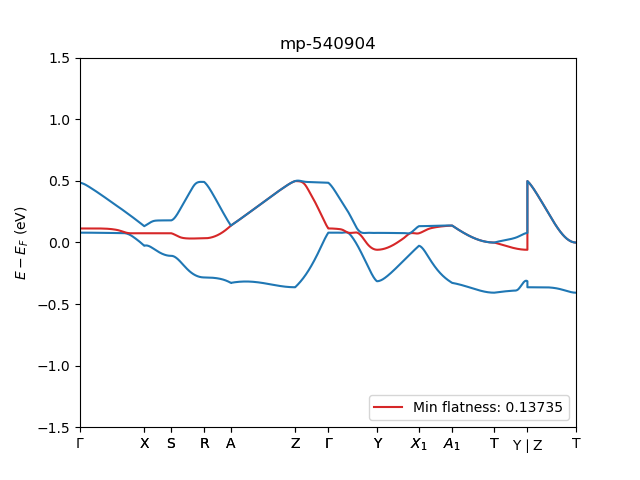 mp-540904
E − E_F (eV)
1.5
1.0
0.5
0.0
−0.5
−1.0
−1.5
Min flatness: 0.13735
Γ X S R A Z Γ Y X₁ A₁ T Y | Z T